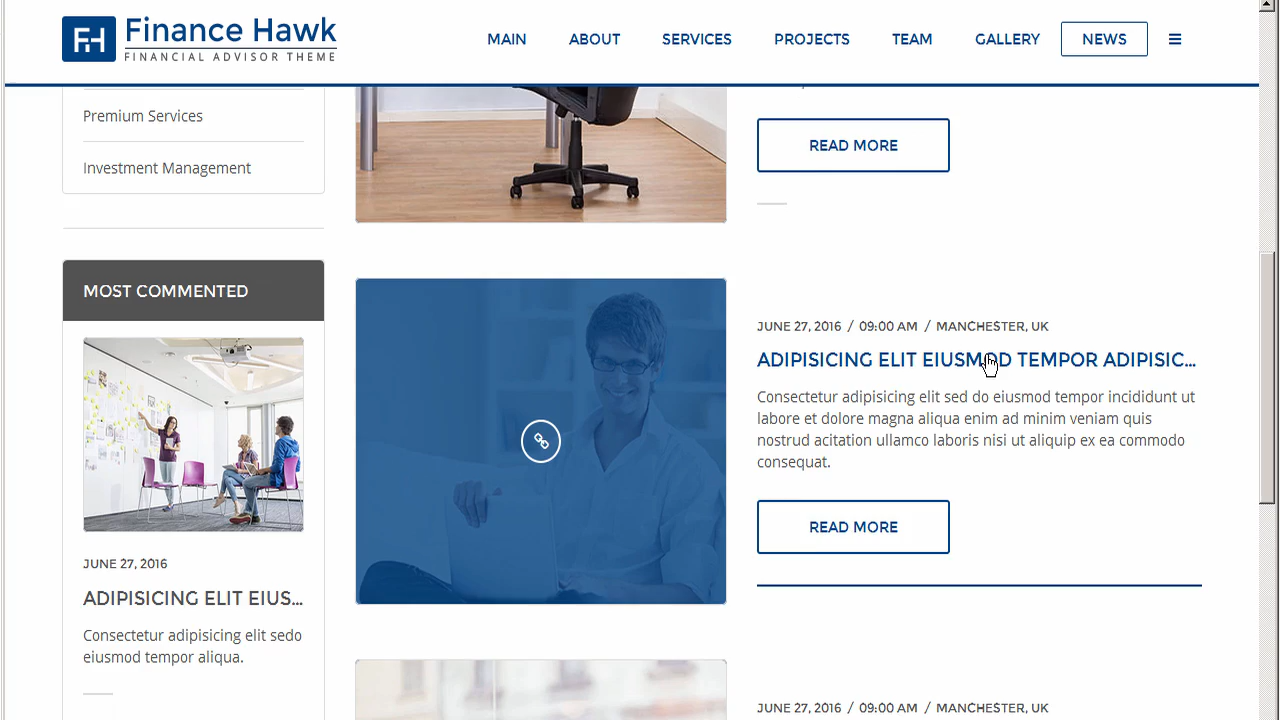 FH Finance Hawk
FINANCIAL ADVISOR THEME
MAIN ABOUT SERVICES PROJECTS TEAM GALLERY NEWS
Premium Services
Investment Management
MOST COMMENTED
JUNE 27, 2016
ADIPISICING ELIT EIUS...
Consectetur adipisicing elit sedo
eiusmod tempor aliqua.
READ MORE
JUNE 27, 2016 / 09:00 AM / MANCHESTER, UK
ADIPISICING ELIT EIUSMOD TEMPOR ADIPISIC...
Consectetur adipisicing elit sed do eiusmod tempor incididunt ut
labore et dolore magna aliqua enim ad minim veniam quis
nostrud acitation ullamco laboris nisi ut aliquip ex ea commodo
consequat.
READ MORE
JUNE 27, 2016 / 09:00 AM / MANCHESTER, UK